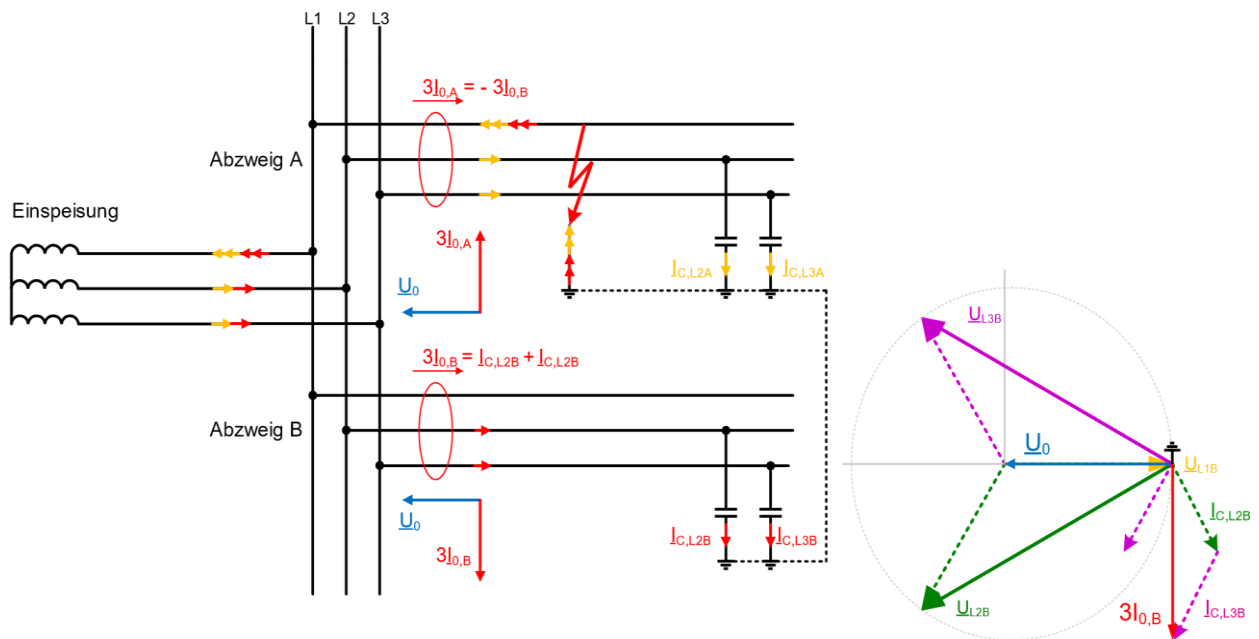 L1 L2 L3
3I0,A = - 3I0,B
Abzweig A
Einspeisung
3I0,A
U0
IC,L2A
IC,L3A
3I0,B = IC,L2B + IC,L2B
Abzweig B
U0
3I0,B
IC,L2B
IC,L3B
UL3B
U0
UL1B
IC,L2B
UL2B
3I0,B
IC,L3B